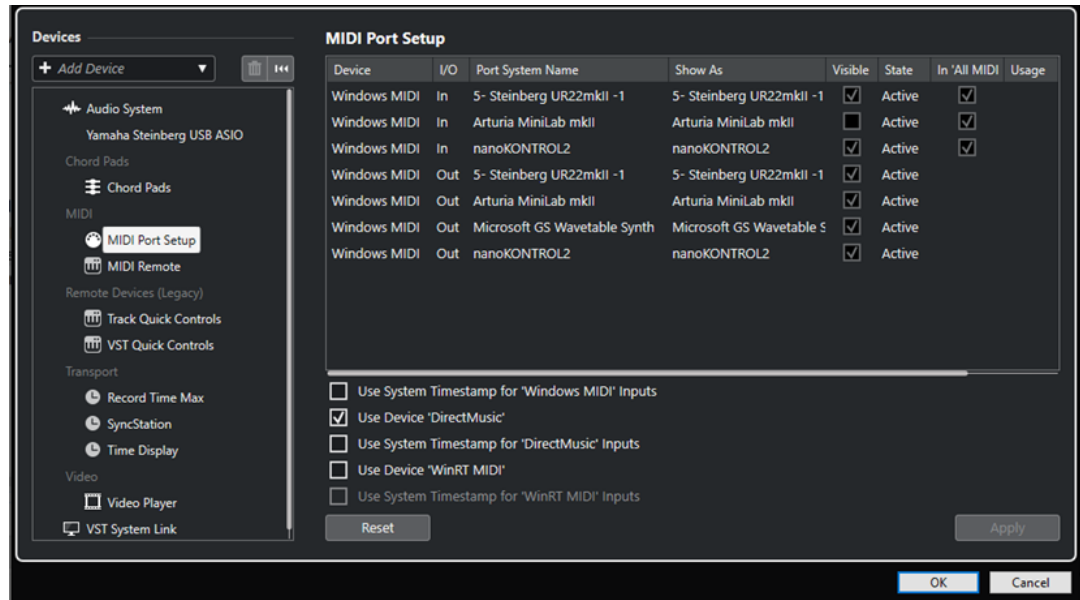 Devices
Add Device
Audio System
Yamaha Steinberg USB ASIO
Chord Pads
Chord Pads
MIDI
MIDI Port Setup
MIDI Remote
Remote Devices (Legacy)
Track Quick Controls
VST Quick Controls
Transport
Record Time Max
SyncStation
Time Display
Video
Video Player
VST System Link
MIDI Port Setup
Device I/O Port System Name Show As Visible State In 'All MIDI Usage
Windows MIDI In 5- Steinberg UR22mkII -1 5- Steinberg UR22mkII -1 Active
Windows MIDI In Arturia MiniLab mkII Arturia MiniLab mkII Active
Windows MIDI In nanoKONTROL2 nanoKONTROL2 Active
Windows MIDI Out 5- Steinberg UR22mkII -1 5- Steinberg UR22mkII -1 Active
Windows MIDI Out Arturia MiniLab mkII Arturia MiniLab mkII Active
Windows MIDI Out Microsoft GS Wavetable Synth Microsoft GS Wavetable S Active
Windows MIDI Out nanoKONTROL2 nanoKONTROL2 Active
Use System Timestamp for 'Windows MIDI' Inputs
Use Device 'DirectMusic'
Use System Timestamp for 'DirectMusic' Inputs
Use Device 'WinRT MIDI'
Use System Timestamp for 'WinRT MIDI' Inputs
Reset
Apply
OK
Cancel